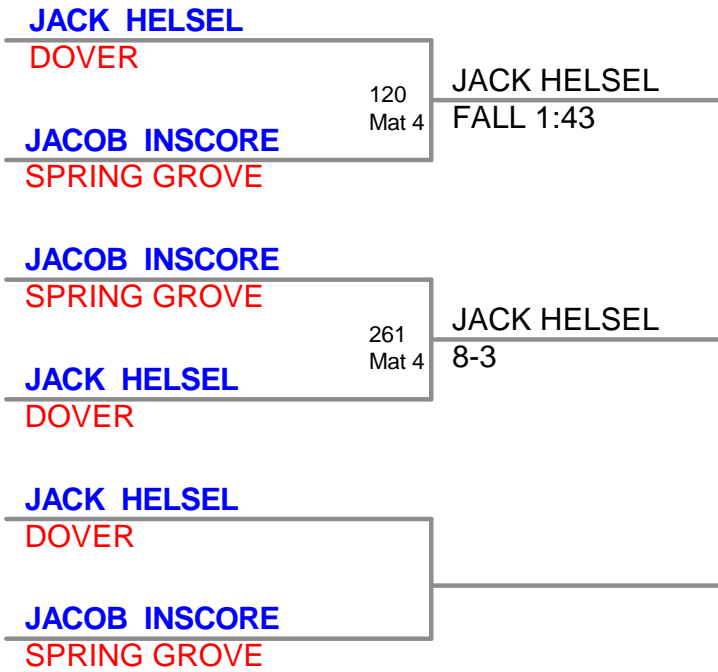 JACK HELSEL
DOVER
120
Mat 4
JACK HELSEL
FALL 1:43
JACOB INSCORE
SPRING GROVE
JACOB INSCORE
SPRING GROVE
261
Mat 4
JACK HELSEL
8-3
JACK HELSEL
DOVER
JACK HELSEL
DOVER
JACOB INSCORE
SPRING GROVE